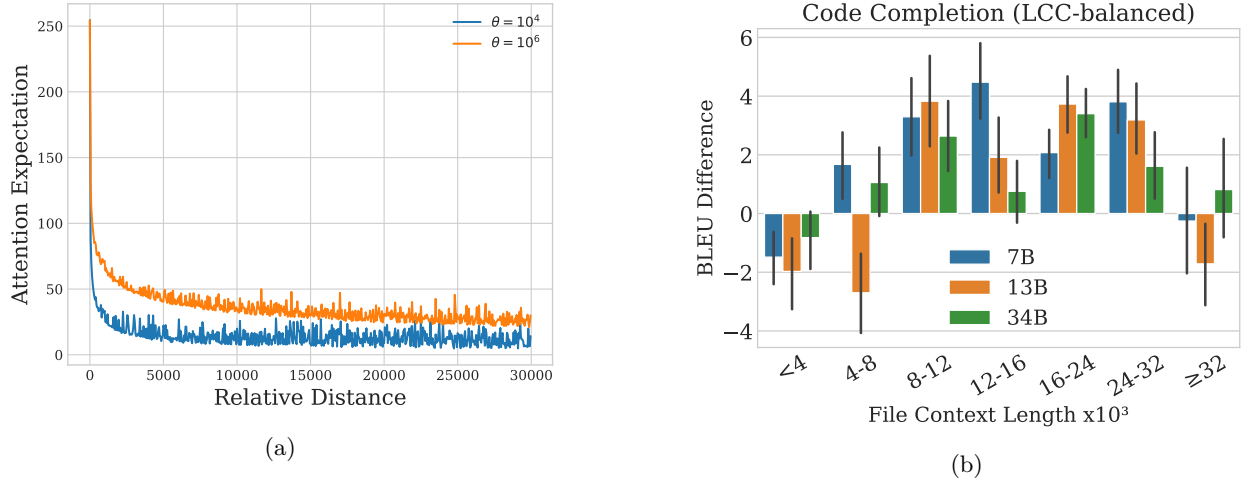 250
200
150
100
50
0
Attention Expectation
θ = 10⁴
θ = 10⁶
0 5000 10000 15000 20000 25000 30000
Relative Distance
(a)
Code Completion (LCC-balanced)
6
4
2
0
−2
−4
BLEU Difference
7B
13B
34B
<4 4-8 8-12 12-16 16-24 24-32 ≥32
File Context Length x10³
(b)